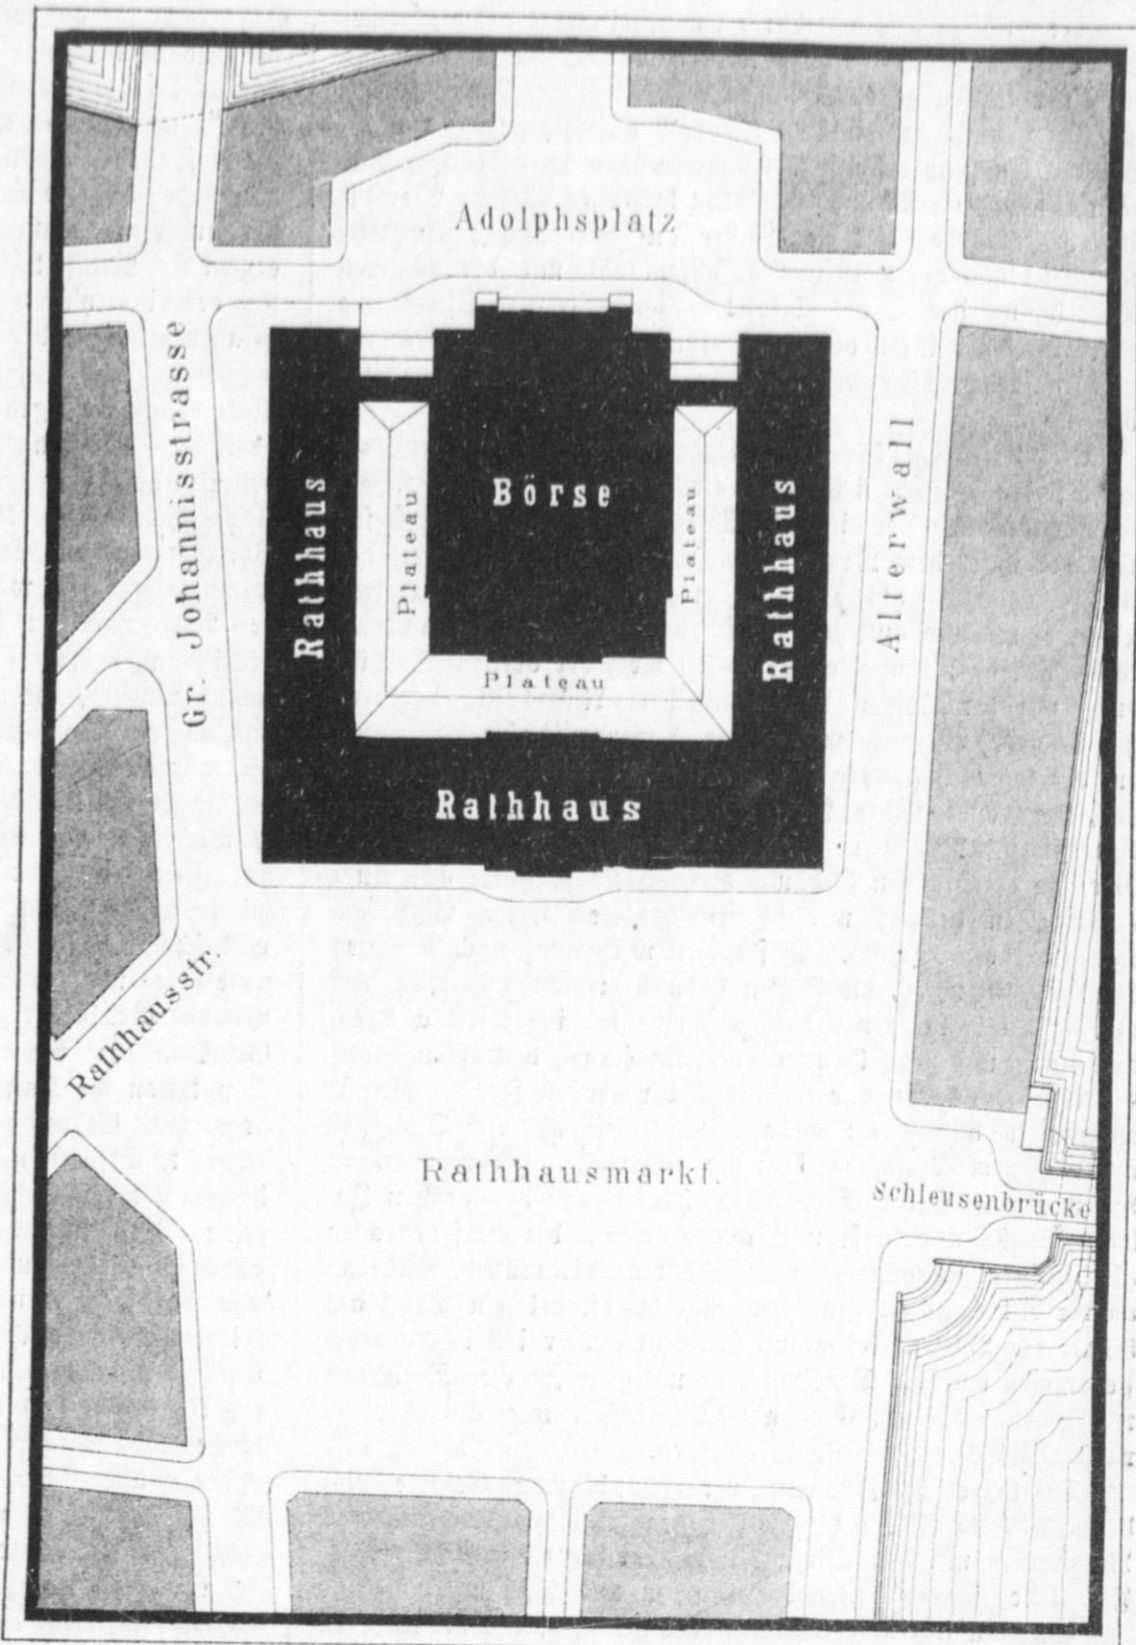 Adolphsplatz
Gr. Johannisstrasse
Alterwall
Börse
Rathhaus
Plateau
Plateau
Rathhaus
Plateau
Rathhaus
Rathhausstr.
Rathhausmarkt.
Schleusenbrücke